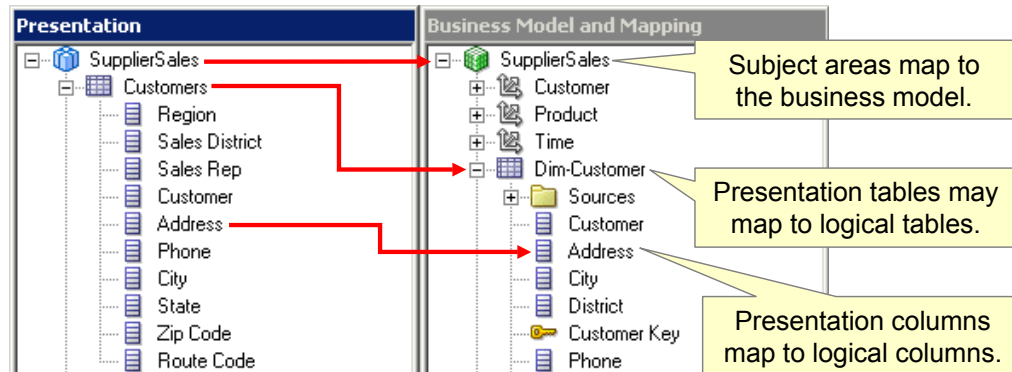 Presentation
SupplierSales
Customers
Region
Sales District
Sales Rep
Customer
Address
Phone
City
State
Zip Code
Route Code
Business Model and Mapping
SupplierSales
Customer
Product
Time
Dim-Customer
Sources
Customer
Address
City
District
Customer Key
Phone
Subject areas map to
the business model.
Presentation tables may
map to logical tables.
Presentation columns
map to logical columns.